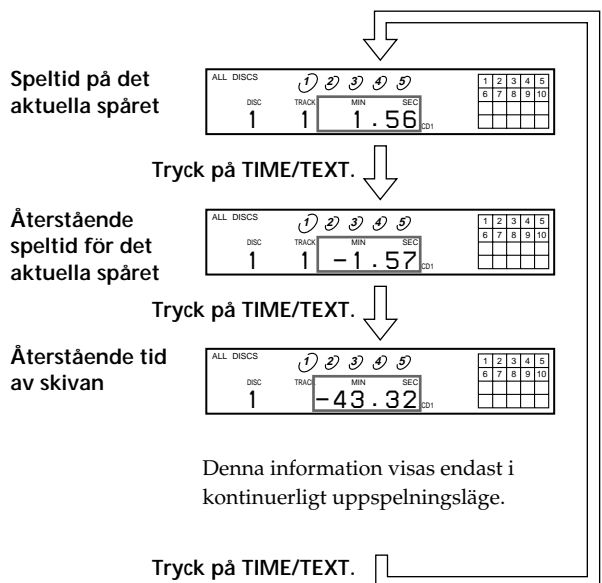 Speltid på det
aktuella spåret
ALL DISCS
1 2 3 4 5
DISC TRACK MIN SEC
1 1 1.56 CD1
1 2 3 4 5
6 7 8 9 10
Tryck på TIME/TEXT.
Återstående
speltid för det
aktuella spåret
ALL DISCS
1 2 3 4 5
DISC TRACK MIN SEC
1 1 -1.57 CD1
1 2 3 4 5
6 7 8 9 10
Tryck på TIME/TEXT.
Återstående tid
av skivan
ALL DISCS
1 2 3 4 5
DISC TRACK MIN SEC
1 -43.32 CD1
1 2 3 4 5
6 7 8 9 10
Denna information visas endast i
kontinuerligt uppspelningsläge.
Tryck på TIME/TEXT.